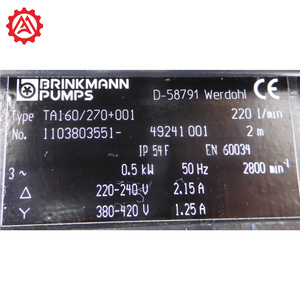 BRINKMANN
PUMPS D-58791 Werdohl CE
Type TA160/270+001 220 l/min
No. 1103803551- 49241 001 2 m
IP 54F EN 60034
3~ 0.5 kW 50 Hz 2800 min⁻¹
△ 220-240 V 2.15 A
Y 380-420 V 1.25 A